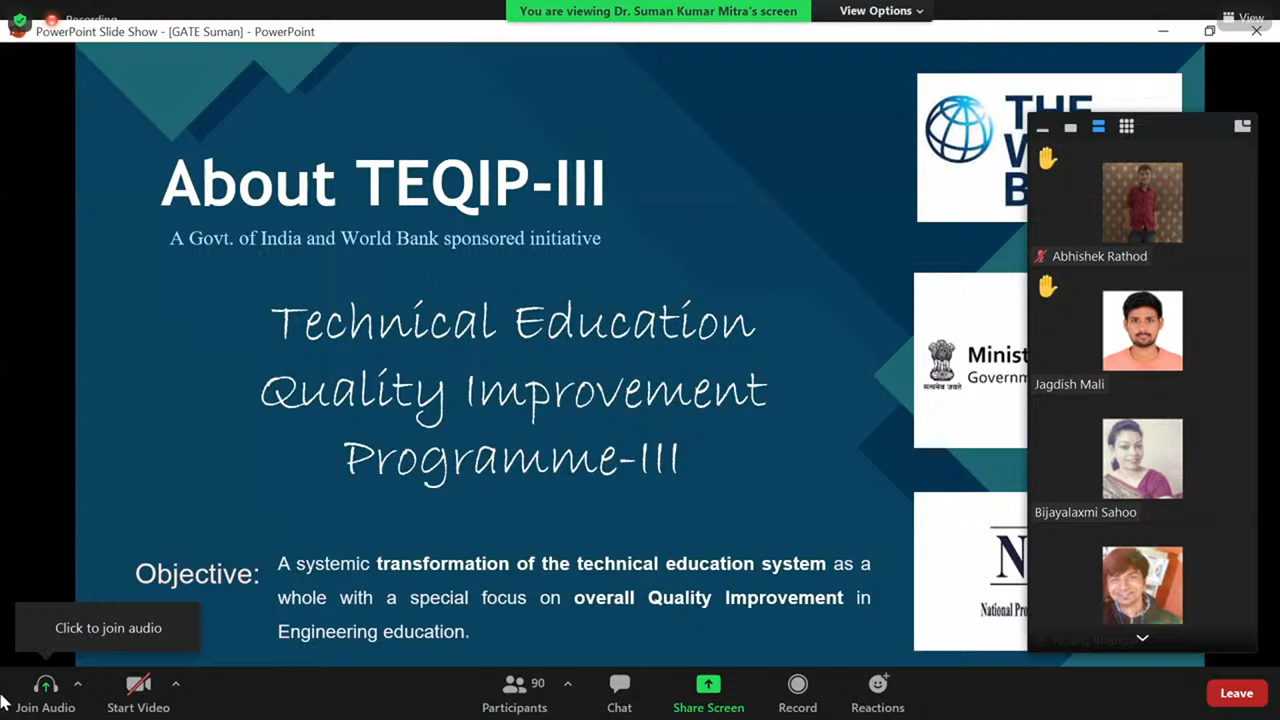 Recording
You are viewing Dr. Suman Kumar Mitra's screen
View Options
View
PowerPoint Slide Show - [GATE Suman] - PowerPoint
About TEQIP-III
A Govt. of India and World Bank sponsored initiative
Technical Education
Quality Improvement
Programme-III
Objective:
A systemic transformation of the technical education system as a
whole with a special focus on overall Quality Improvement in
Engineering education.
THE
सत्यमेव जयते
Abhishek Rathod
Jagdish Mali
Bijayalaxmi Sahoo
Click to join audio
Join Audio
Start Video
90
Participants
Chat
Share Screen
Record
Reactions
Leave